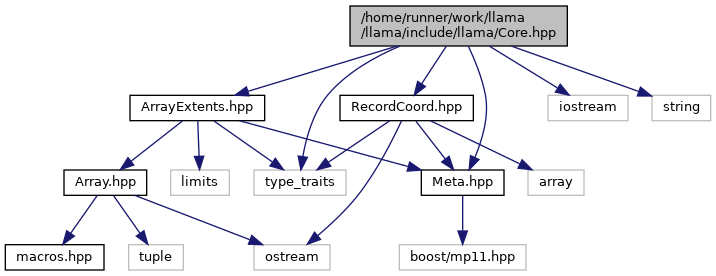 /home/runner/work/llama
/llama/include/llama/Core.hpp
ArrayExtents.hpp
RecordCoord.hpp
iostream
string
Array.hpp
limits
type_traits
Meta.hpp
array
macros.hpp
tuple
ostream
boost/mp11.hpp